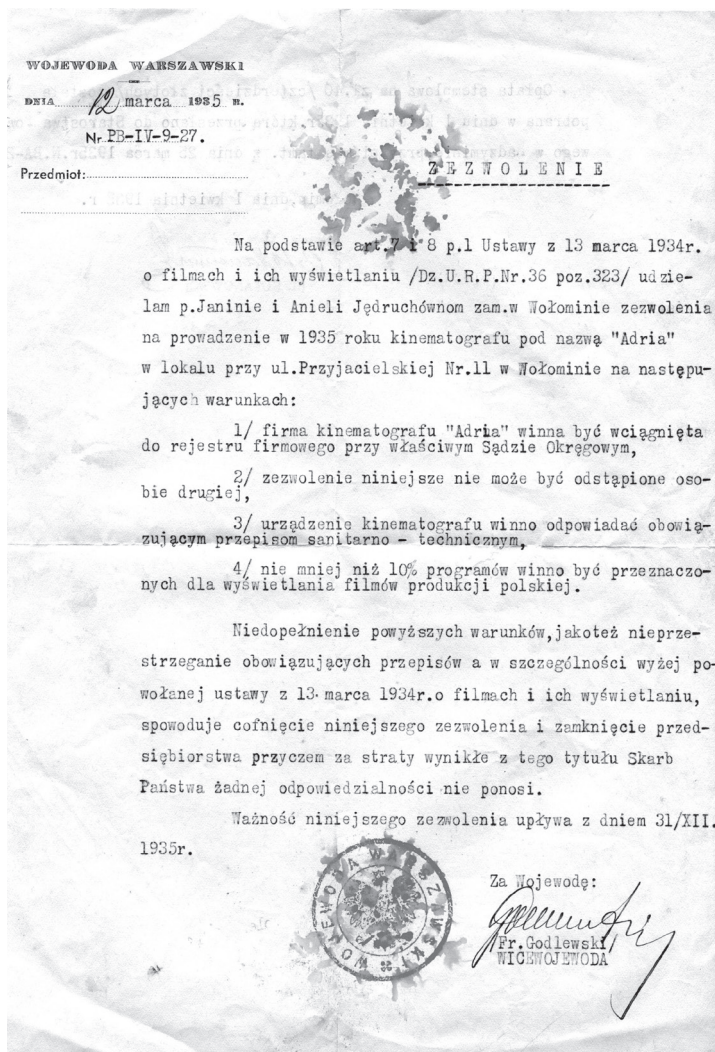 WOJEWODA WARSZAWSKI
DNIA 12 marca 1935 R.
Nr PB-IV-9-27.
Przedmiot:
ZEZWOLENIE
Na podstawie art.7 i 8 p.1 Ustawy z 13 marca 1934r.
o filmach i ich wyświetlaniu /Dz.U.R.P.Nr.36 poz.323/ udzie-
lam p.Janinie i Anieli Jędruchównom zam.w Wołominie zezwolenia
na prowadzenie w 1935 roku kinematografu pod nazwą "Adria"
w lokalu przy ul.Przyjacielskiej Nr.11 w Wołominie na następu-
jących warunkach:
1/ firma kinematografu "Adria" winna być wciągnięta
do rejestru firmowego przy właściwym Sądzie Okręgowym,
2/ zezwolenie niniejsze nie może być odstąpione oso-
bie drugiej,
3/ urządzenie kinematografu winno odpowiadać obowią-
zującym przepisom sanitarno - technicznym,
4/ nie mniej niż 10% programów winno być przeznaczo-
nych dla wyświetlania filmów produkcji polskiej.
Niedopełnienie powyższych warunków,jakoteż nieprze-
strzeganie obowiązujących przepisów a w szczególności wyżej po-
wołanej ustawy z 13 marca 1934r.o filmach i ich wyświetlaniu,
spowoduje cofnięcie niniejszego zezwolenia i zamknięcie przed-
siębiorstwa przyczem za straty wynikłe z tego tytułu Skarb
Państwa żadnej odpowiedzialności nie ponosi.
Ważność niniejszego zezwolenia upływa z dniem 31/XII.
1935r.
WOJEWODA WARSZAWSKI
Za Wojewodę:
/Fr.Godlewski/
WICEWOJEWODA